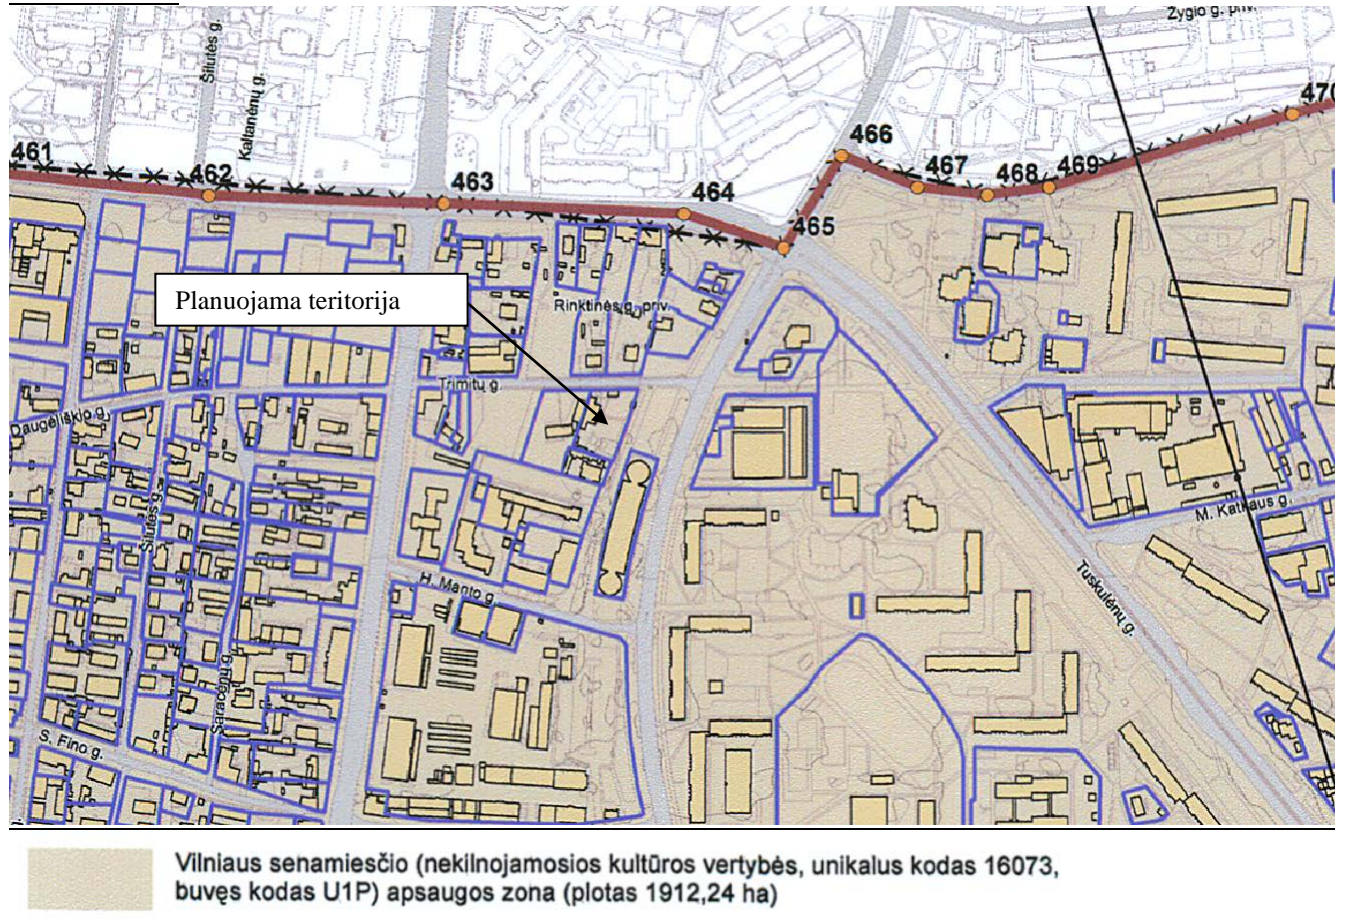 Žygio g. priv.
Šilutės g.
Kaltanėnų g.
461
462
463
464
465
466
467
468
469
470
Planuojama teritorija
Rinktinės g. priv.
Trimitų g.
Daugėliškio g.
Šilutės g.
M. Katkaus g.
H. Manto g.
Tuskulėnų g.
Saracėnų g.
S. Fino g.
g.
Vilniaus senamiesčio (nekilnojamosios kultūros vertybės, unikalus kodas 16073,
buvęs kodas U1P) apsaugos zona (plotas 1912,24 ha)